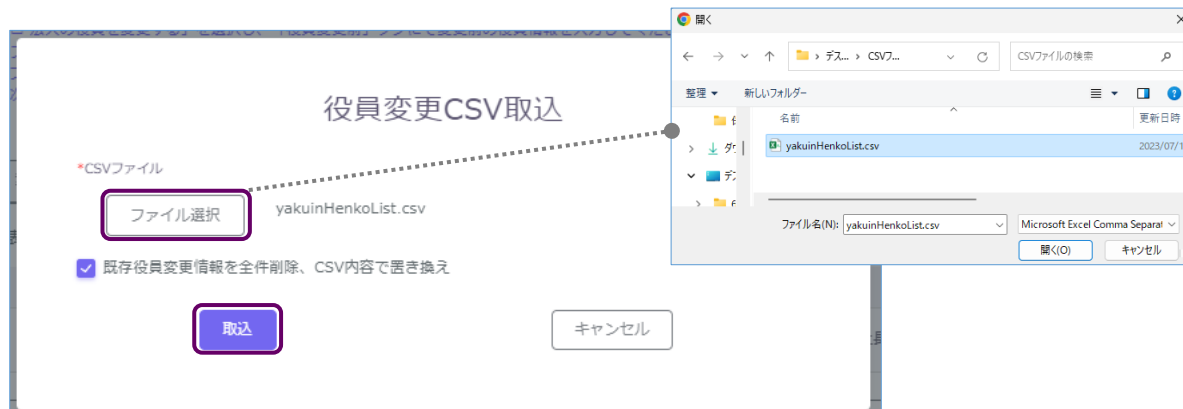 開く
デス... › CSVフ...
CSVファイルの検索
整理
新しいフォルダー
名前
更新日時
yakuinHenkoList.csv
2023/07/1
ファイル名(N):
yakuinHenkoList.csv
Microsoft Excel Comma Separat
開く(O)
キャンセル
役員変更CSV取込
*CSVファイル
ファイル選択
yakuinHenkoList.csv
既存役員変更情報を全件削除、CSV内容で置き換え
取込
キャンセル